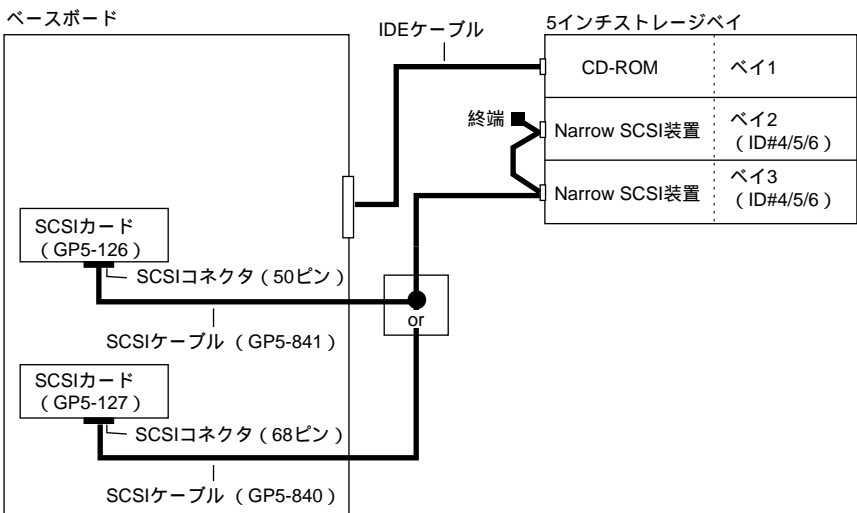 ベースボード
IDEケーブル
5インチストレージベイ
CD-ROM
ベイ1
終端
Narrow SCSI装置
ベイ2
（ID#4/5/6）
Narrow SCSI装置
ベイ3
（ID#4/5/6）
SCSIカード
（GP5-126）
SCSIコネクタ（50ピン）
or
SCSIケーブル（GP5-841）
SCSIカード
（GP5-127）
SCSIコネクタ（68ピン）
SCSIケーブル（GP5-840）